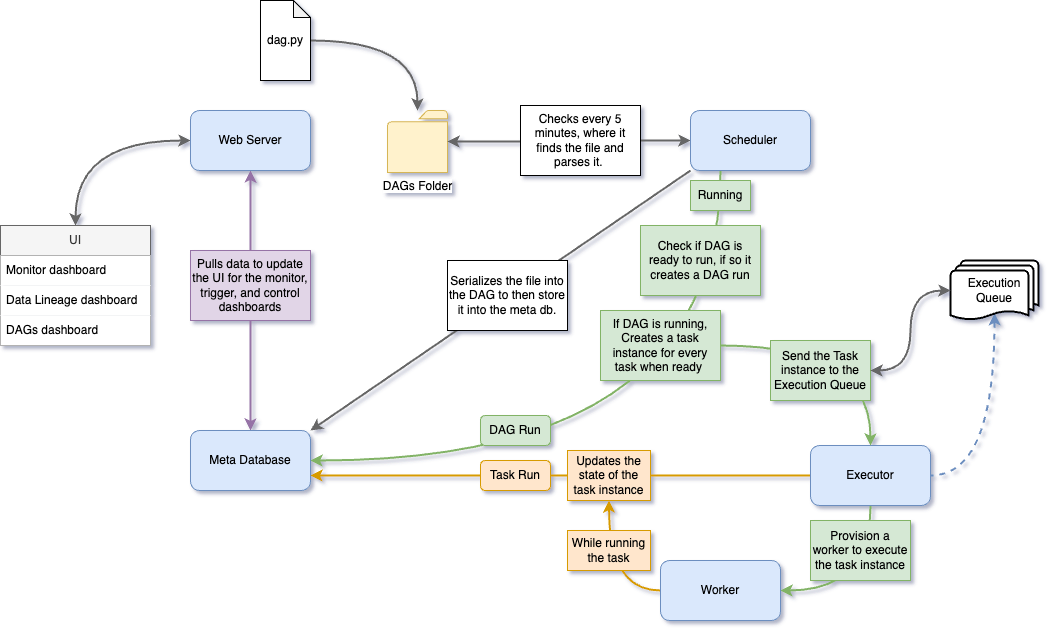 dag.py
Web Server
DAGs Folder
Checks every 5
minutes, where it
finds the file and
parses it.
Scheduler
Running
UI
Monitor dashboard
Data Lineage dashboard
DAGs dashboard
Pulls data to update
the UI for the monitor,
trigger, and control
dashboards
Serializes the file into
the DAG to then store
it into the meta db.
Check if DAG is
ready to run, if so it
creates a DAG run
Execution
Queue
If DAG is running,
Creates a task
instance for every
task when ready
Send the Task
instance to the
Execution Queue
DAG Run
Meta Database
Task Run
Updates the
state of the
task instance
Executor
While running
the task
Provision a
worker to execute
the task instance
Worker